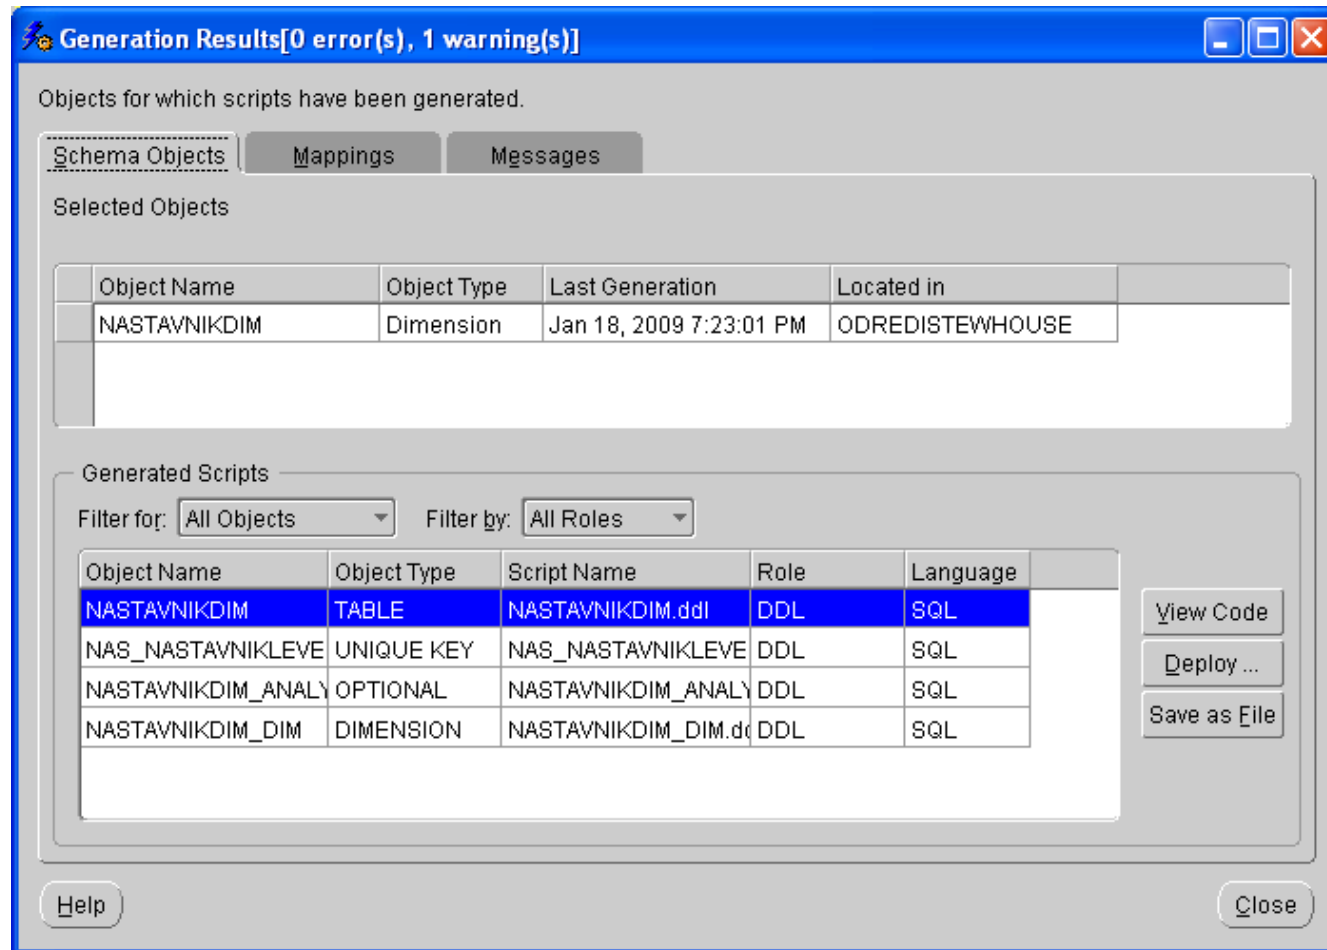 Generation Results[0 error(s), 1 warning(s)]
Objects for which scripts have been generated.
Schema Objects Mappings Messages
Selected Objects
Object Name Object Type Last Generation Located in
NASTAVNIKDIM Dimension Jan 18, 2009 7:23:01 PM ODREDISTEWHOUSE
Generated Scripts
Filter for: All Objects Filter by: All Roles
Object Name Object Type Script Name Role Language
NASTAVNIKDIM TABLE NASTAVNIKDIM.ddl DDL SQL
NAS_NASTAVNIKLEVE UNIQUE KEY NAS_NASTAVNIKLEVE DDL SQL
NASTAVNIKDIM_ANALY OPTIONAL NASTAVNIKDIM_ANALY DDL SQL
NASTAVNIKDIM_DIM DIMENSION NASTAVNIKDIM_DIM.dd DDL SQL
View Code
Deploy ...
Save as File
Help Close